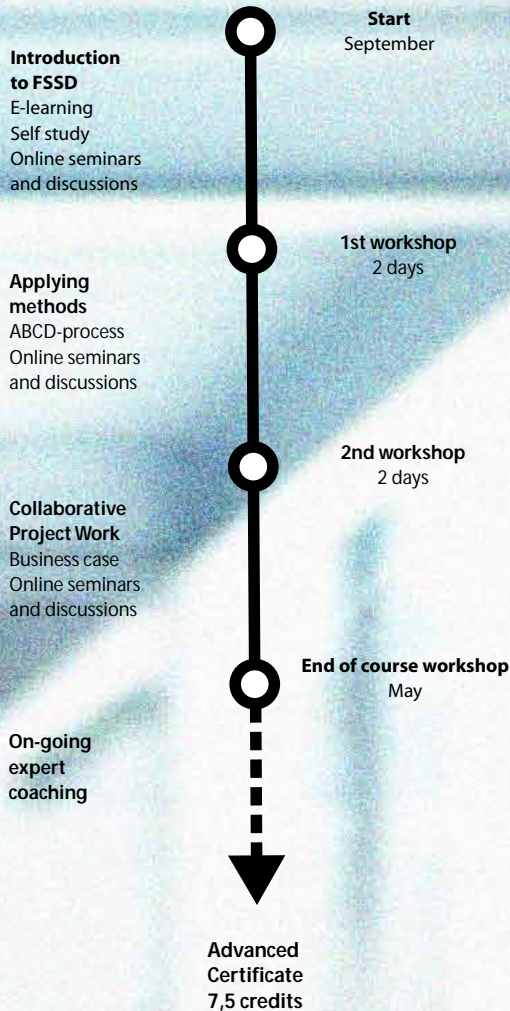 Start
September
Introduction
to FSSD
E-learning
Self study
Online seminars
and discussions
1st workshop
2 days
Applying
methods
ABCD-process
Online seminars
and discussions
2nd workshop
2 days
Collaborative
Project Work
Business case
Online seminars
and discussions
End of course workshop
May
On-going
expert
coaching
Advanced
Certificate
7,5 credits